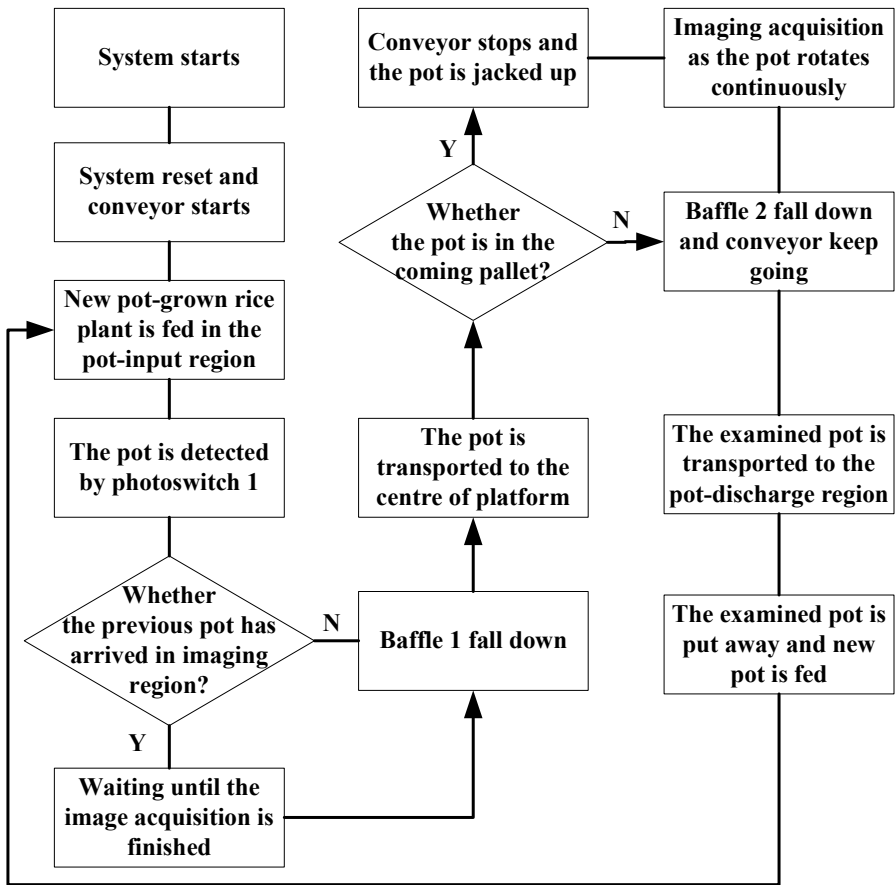 System starts
System reset and
conveyor starts
New pot-grown rice
plant is fed in the
pot-input region
The pot is detected
by photoswitch 1
Whether
the previous pot has
arrived in imaging
region?
N
Y
Waiting until the
image acquisition is
finished
Baffle 1 fall down
The pot is
transported to the
centre of platform
Whether
the pot is in the
coming pallet?
Y
N
Conveyor stops and
the pot is jacked up
Imaging acquisition
as the pot rotates
continuously
Baffle 2 fall down
and conveyor keep
going
The examined pot is
transported to the
pot-discharge region
The examined pot is
put away and new
pot is fed